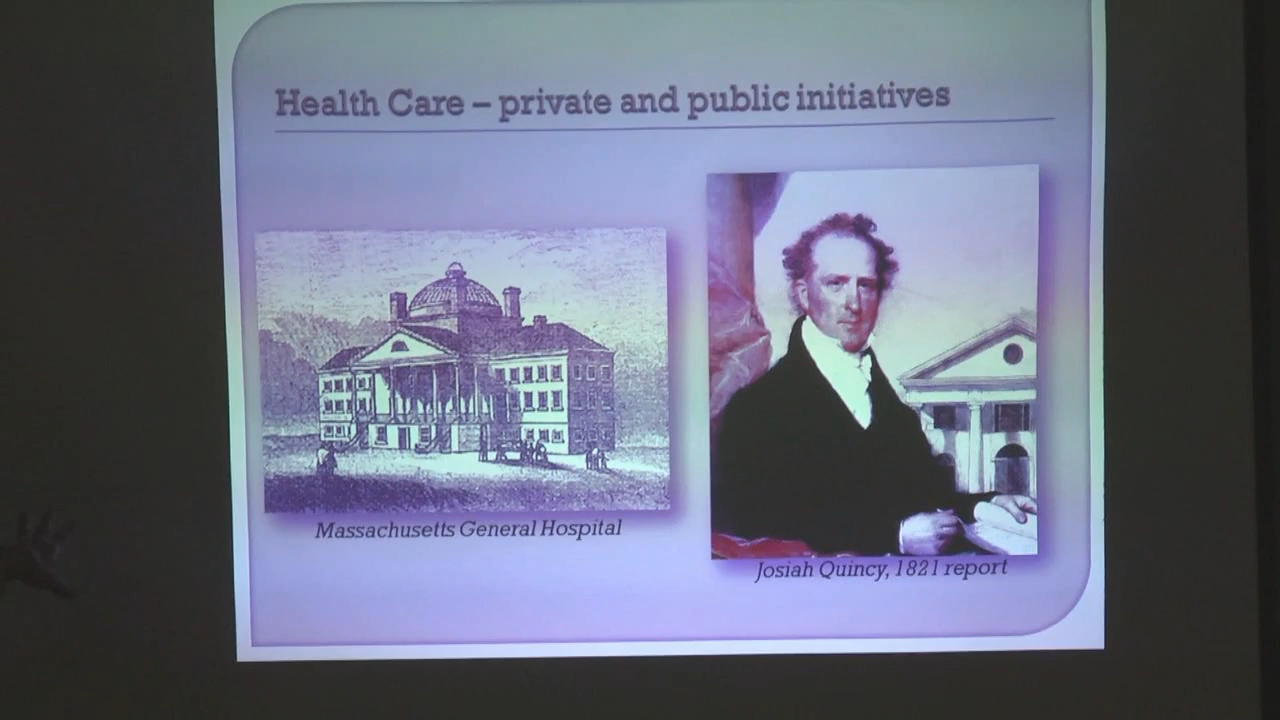 Health Care – private and public initiatives
Massachusetts General Hospital
Josiah Quincy, 1821 report